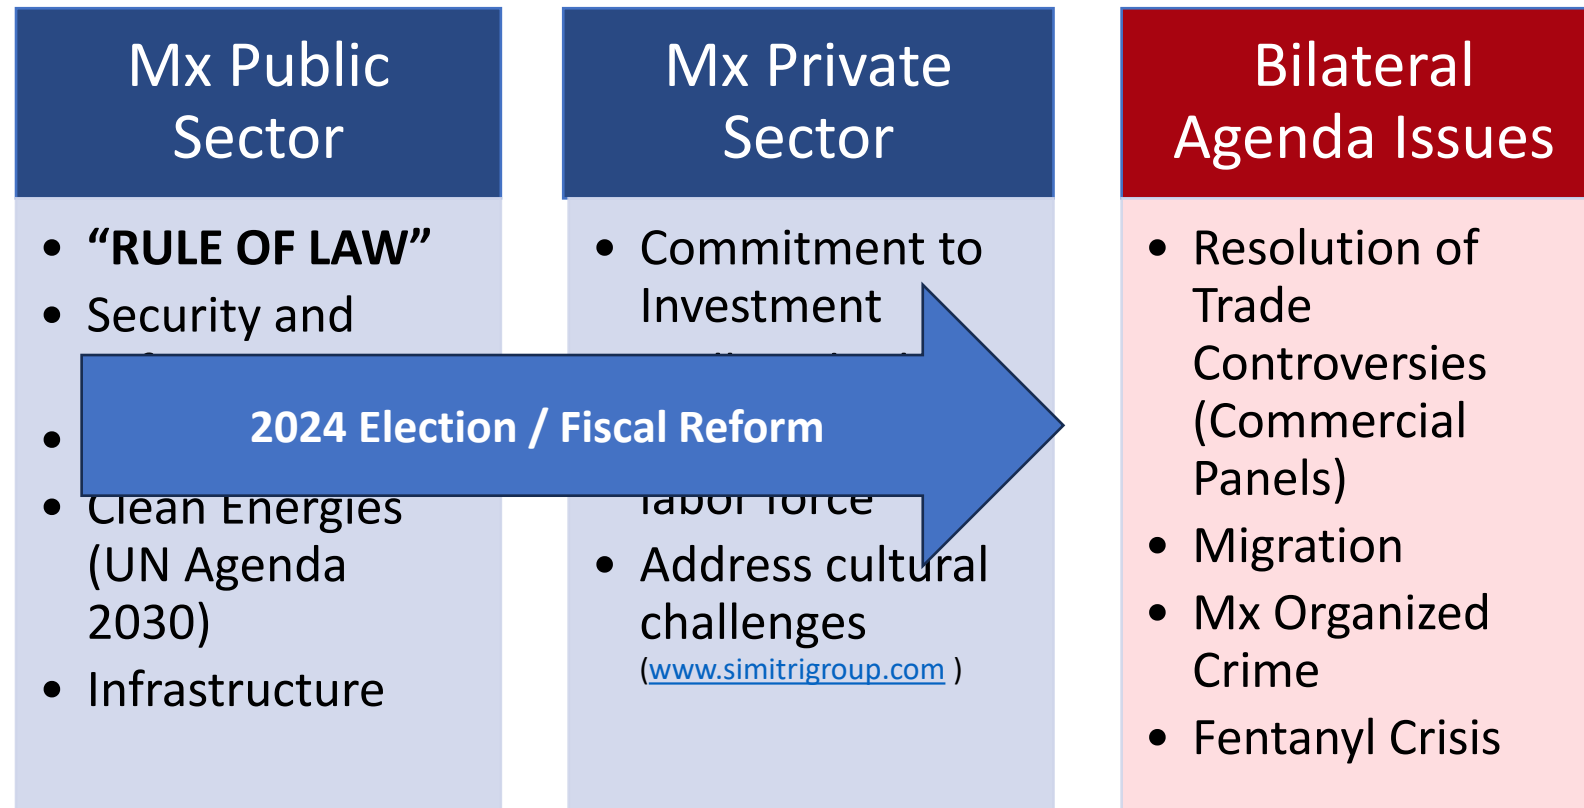 Mx Public
Sector
• “RULE OF LAW”
• Security and
•
• Clean Energies
(UN Agenda
2030)
• Infrastructure
Mx Private
Sector
• Commitment to
Investment
labor force
• Address cultural
challenges
(www.simitrigroup.com )
2024 Election / Fiscal Reform
Bilateral
Agenda Issues
• Resolution of
Trade
Controversies
(Commercial
Panels)
• Migration
• Mx Organized
Crime
• Fentanyl Crisis